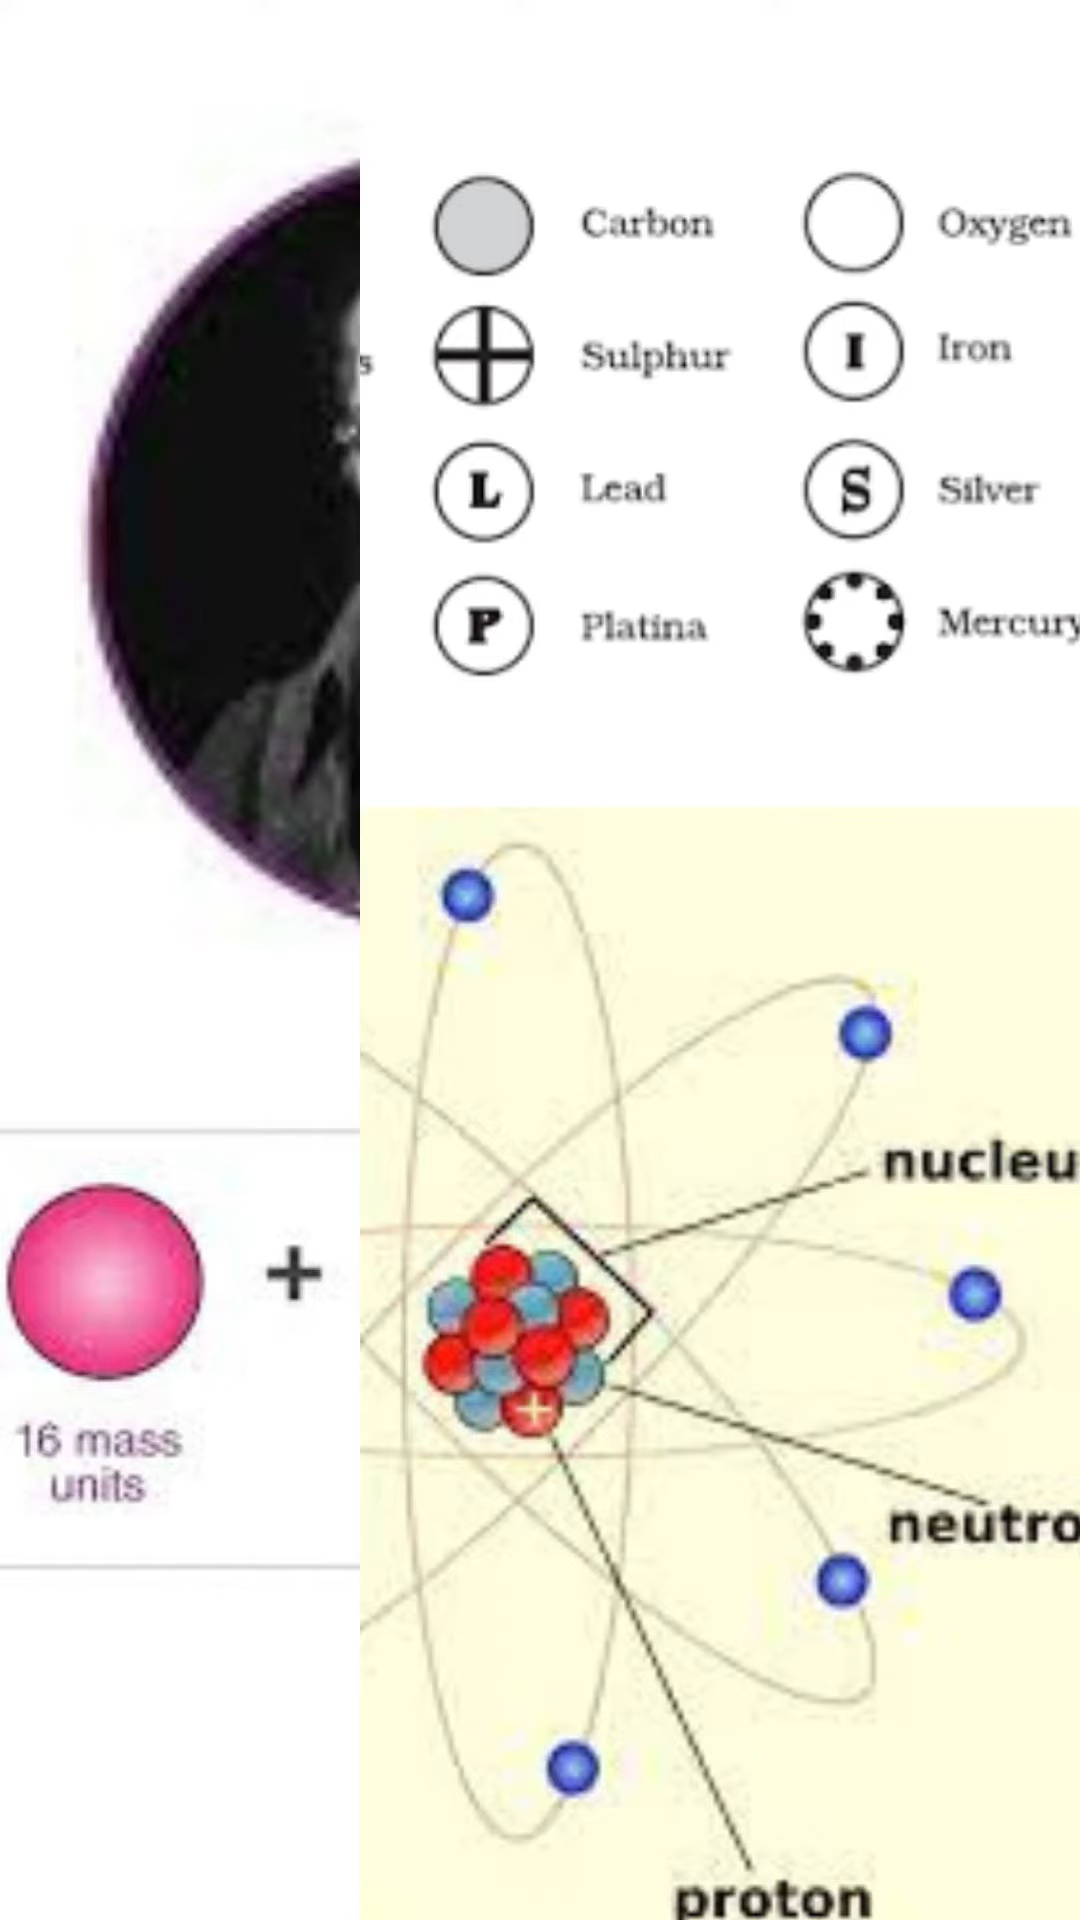 Carbon
Oxygen
s
Sulphur
I
Iron
L
Lead
S
Silver
P
Platina
Mercury
nucleu
+
16 mass
units
+
neutro
proton